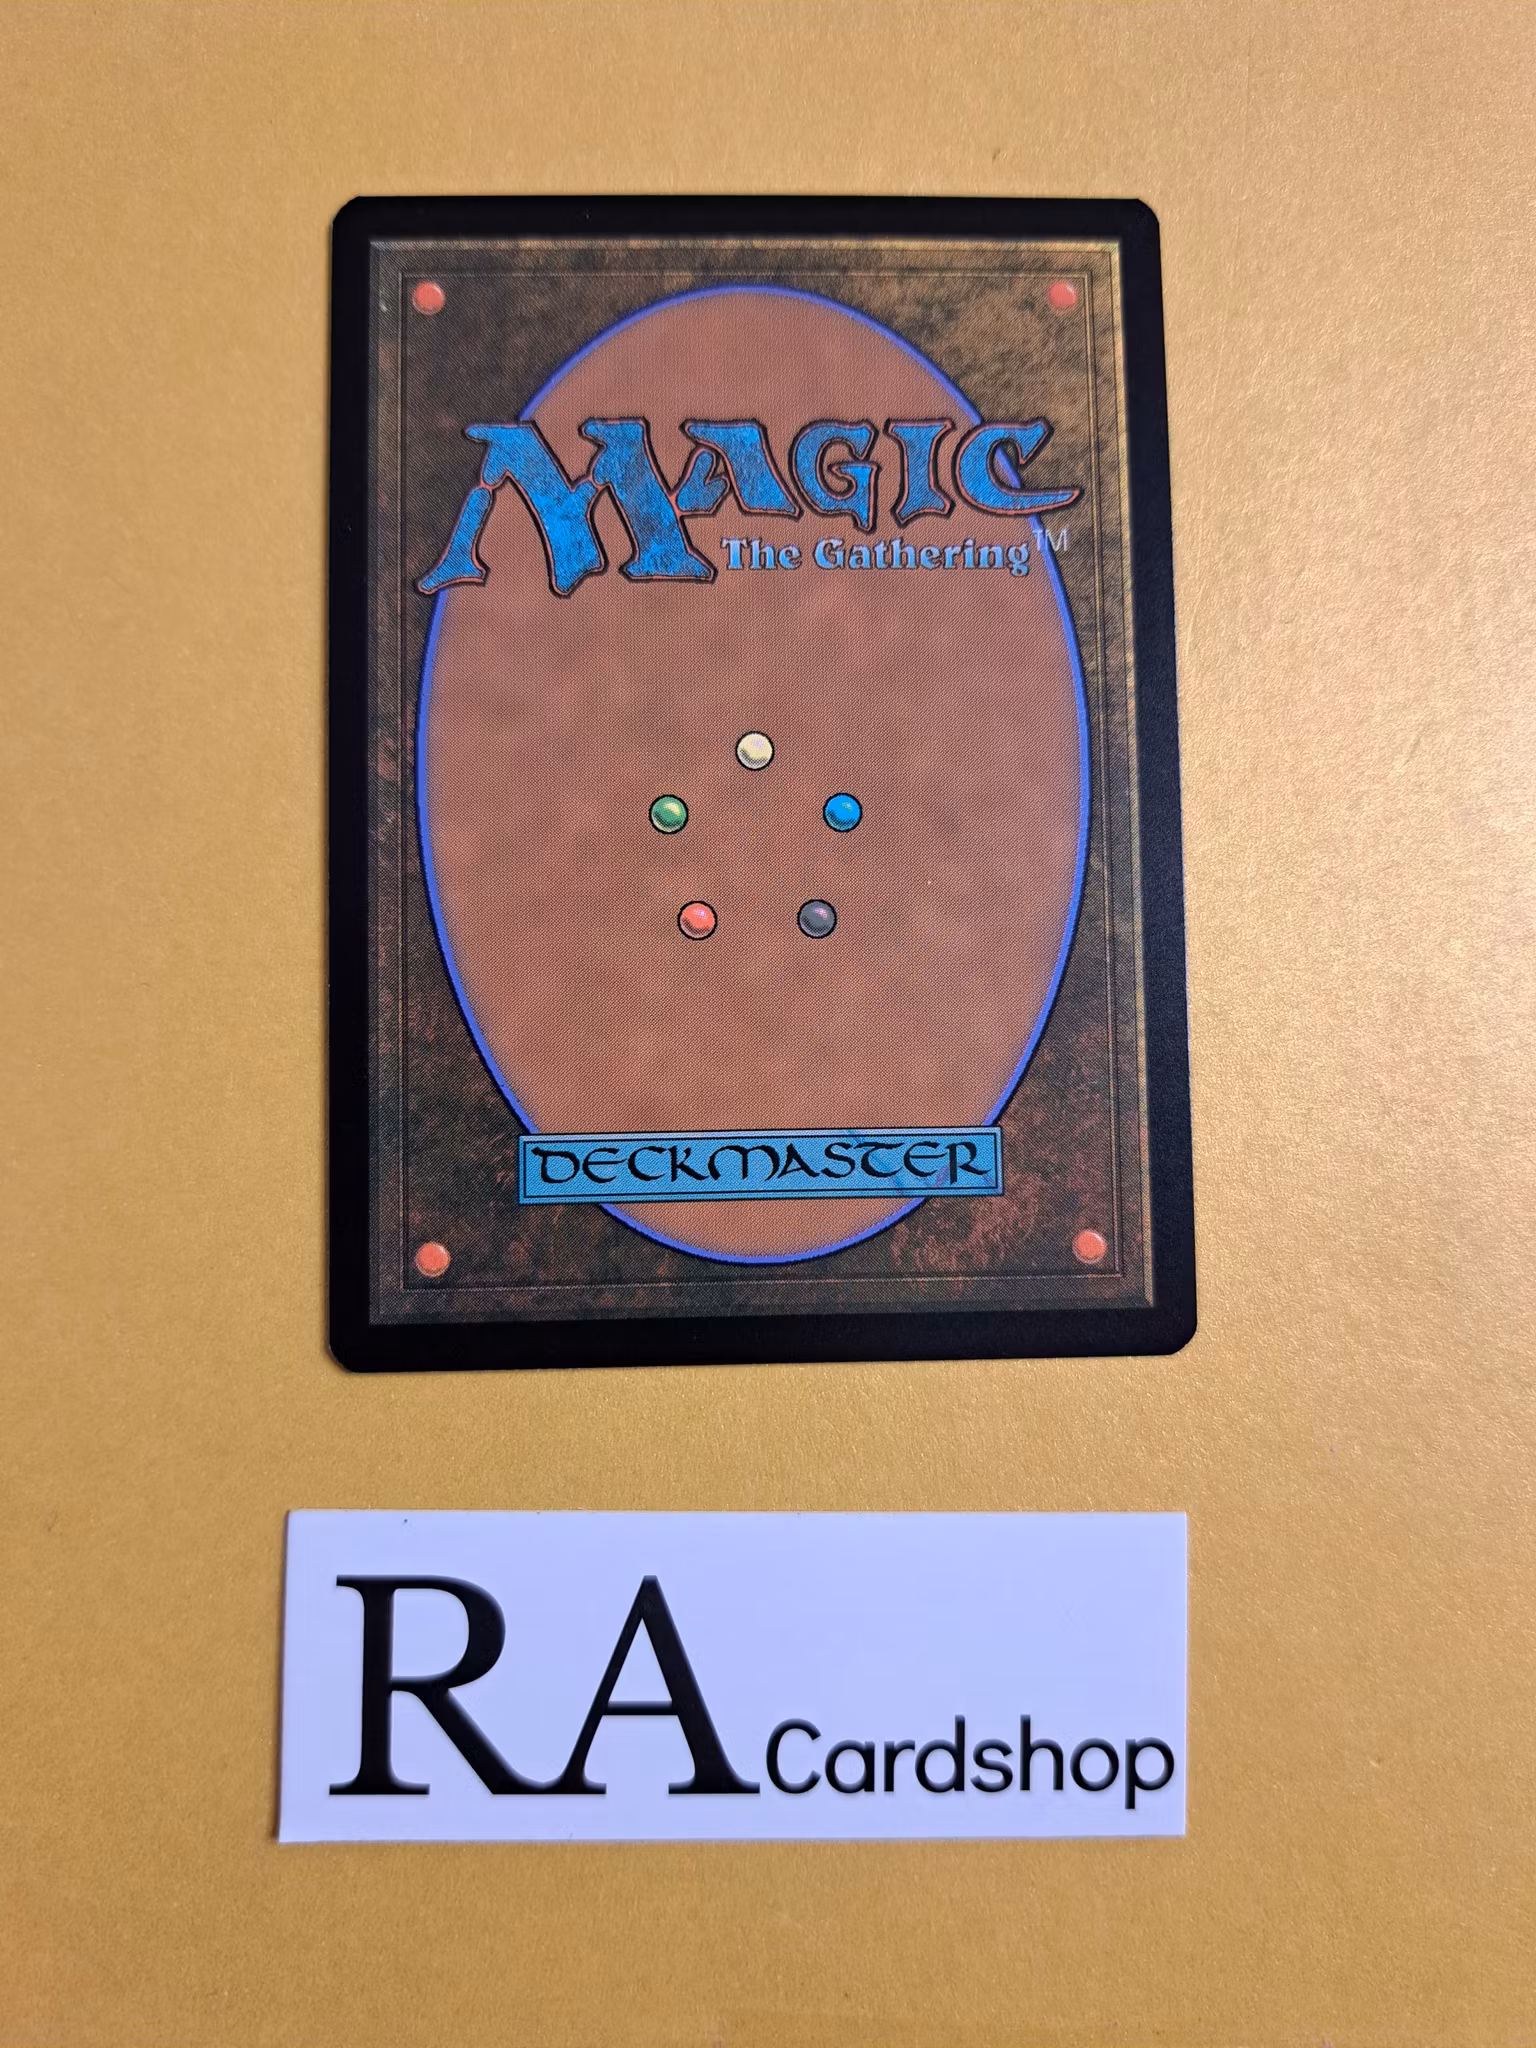 MAGIC
The Gathering™
DECKMASTER
RA Cardshop